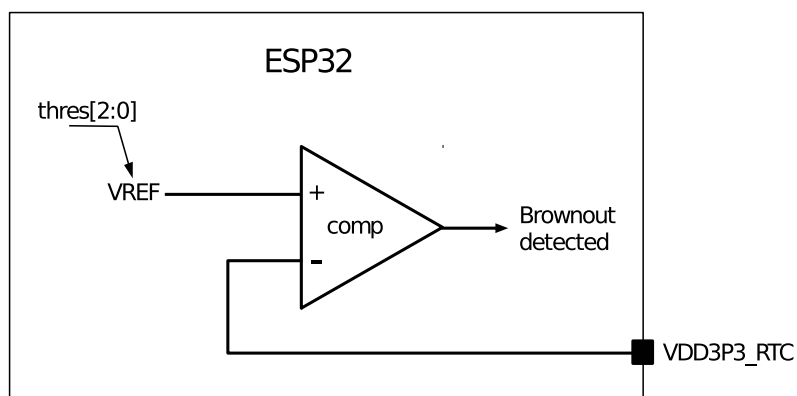 ESP32
thres[2:0]
VREF
+
comp
-
Brownout
detected
VDD3P3_RTC